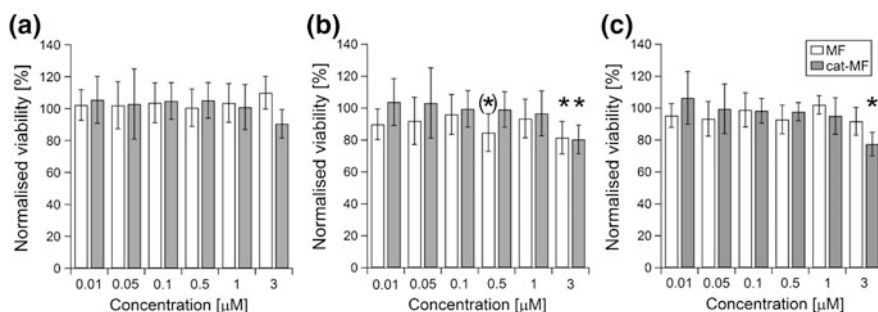 (a)
Normalised viability [%]
140
120
100
80
60
40
20
0
0.01 0.05 0.1 0.5 1 3
Concentration [µM]
(b)
Normalised viability [%]
140
120
100
80
60
40
20
0
(*) * *
0.01 0.05 0.1 0.5 1 3
Concentration [µM]
(c)
Normalised viability [%]
140
120
100
80
60
40
20
0
MF
cat-MF
*
0.01 0.05 0.1 0.5 1 3
Concentration [µM]